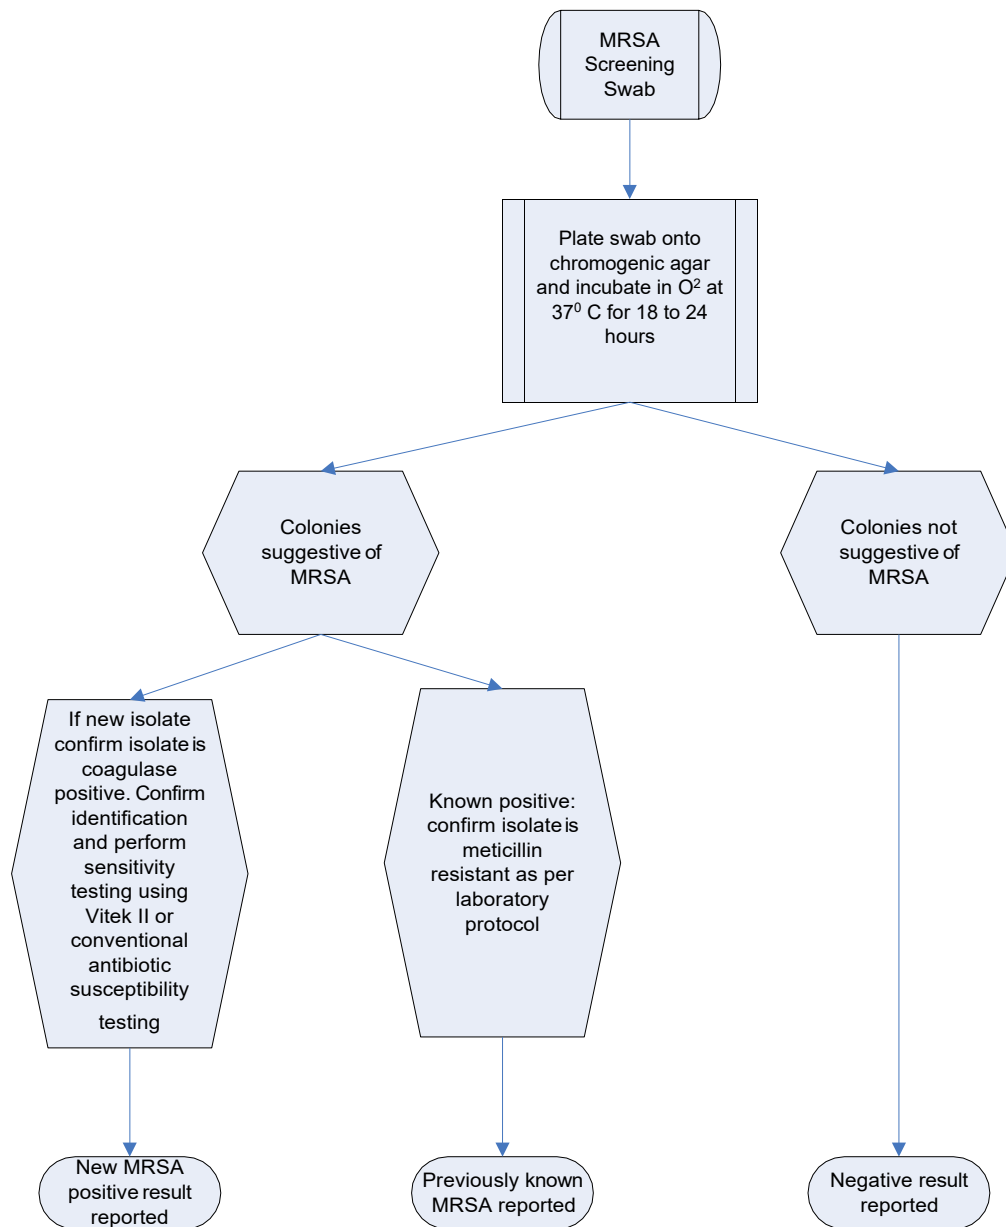 MRSA
Screening
Swab
Plate swab onto
chromogenic agar
and incubate in O² at
37⁰ C for 18 to 24
hours
Colonies
suggestive of
MRSA
Colonies not
suggestive of
MRSA
If new isolate
confirm isolate is
coagulase
positive. Confirm
identification
and perform
sensitivity
testing using
Vitek II or
conventional
antibiotic
susceptibility
testing
Known positive:
confirm isolate is
meticillin
resistant as per
laboratory
protocol
New MRSA
positive result
reported
Previously known
MRSA reported
Negative result
reported